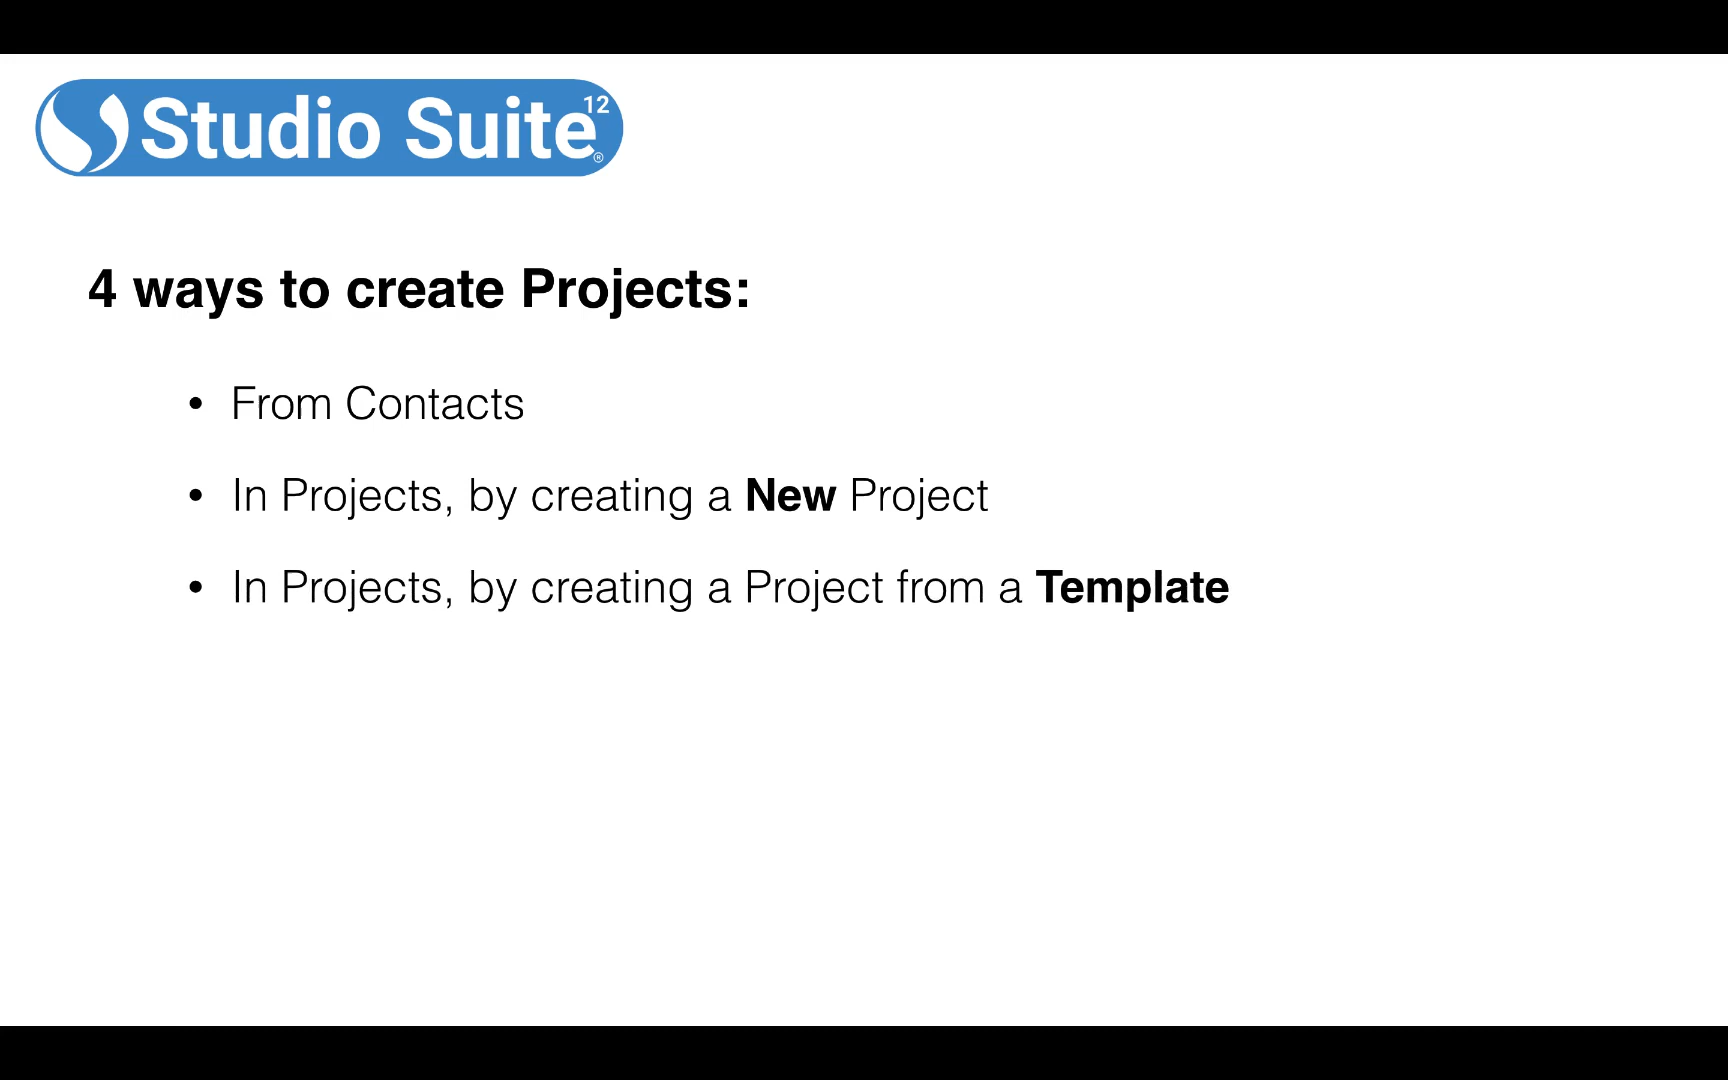 Studio Suite 12 ®
4 ways to create Projects:
• From Contacts
• In Projects, by creating a New Project
• In Projects, by creating a Project from a Template